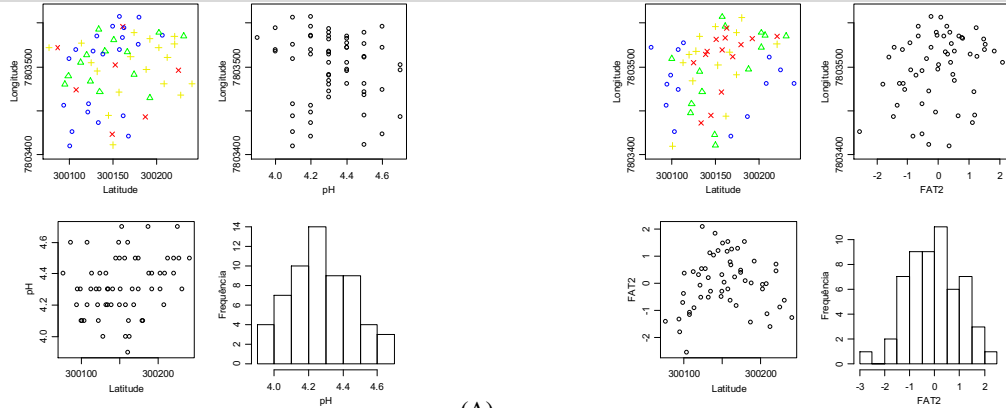 Longitude
7803400 7803500
300100 300200
Latitude
7803400 7803500
Longitude
4.0 4.2 4.4 4.6
pH
Longitude
7803400 7803500
300100 300200
Latitude
7803400 7803500
Longitude
-2 -1 0 1 2
FAT2
pH
4.0 4.2 4.4 4.6
300100 300200
Latitude
Frequência
0 2 4 6 8 10 14
4.0 4.2 4.4 4.6
pH
FAT2
-2 -1 0 1 2
300100 300200
Latitude
Frequência
0 2 4 6 8 10
-3 -2 -1 0 1 2
FAT2
(A)